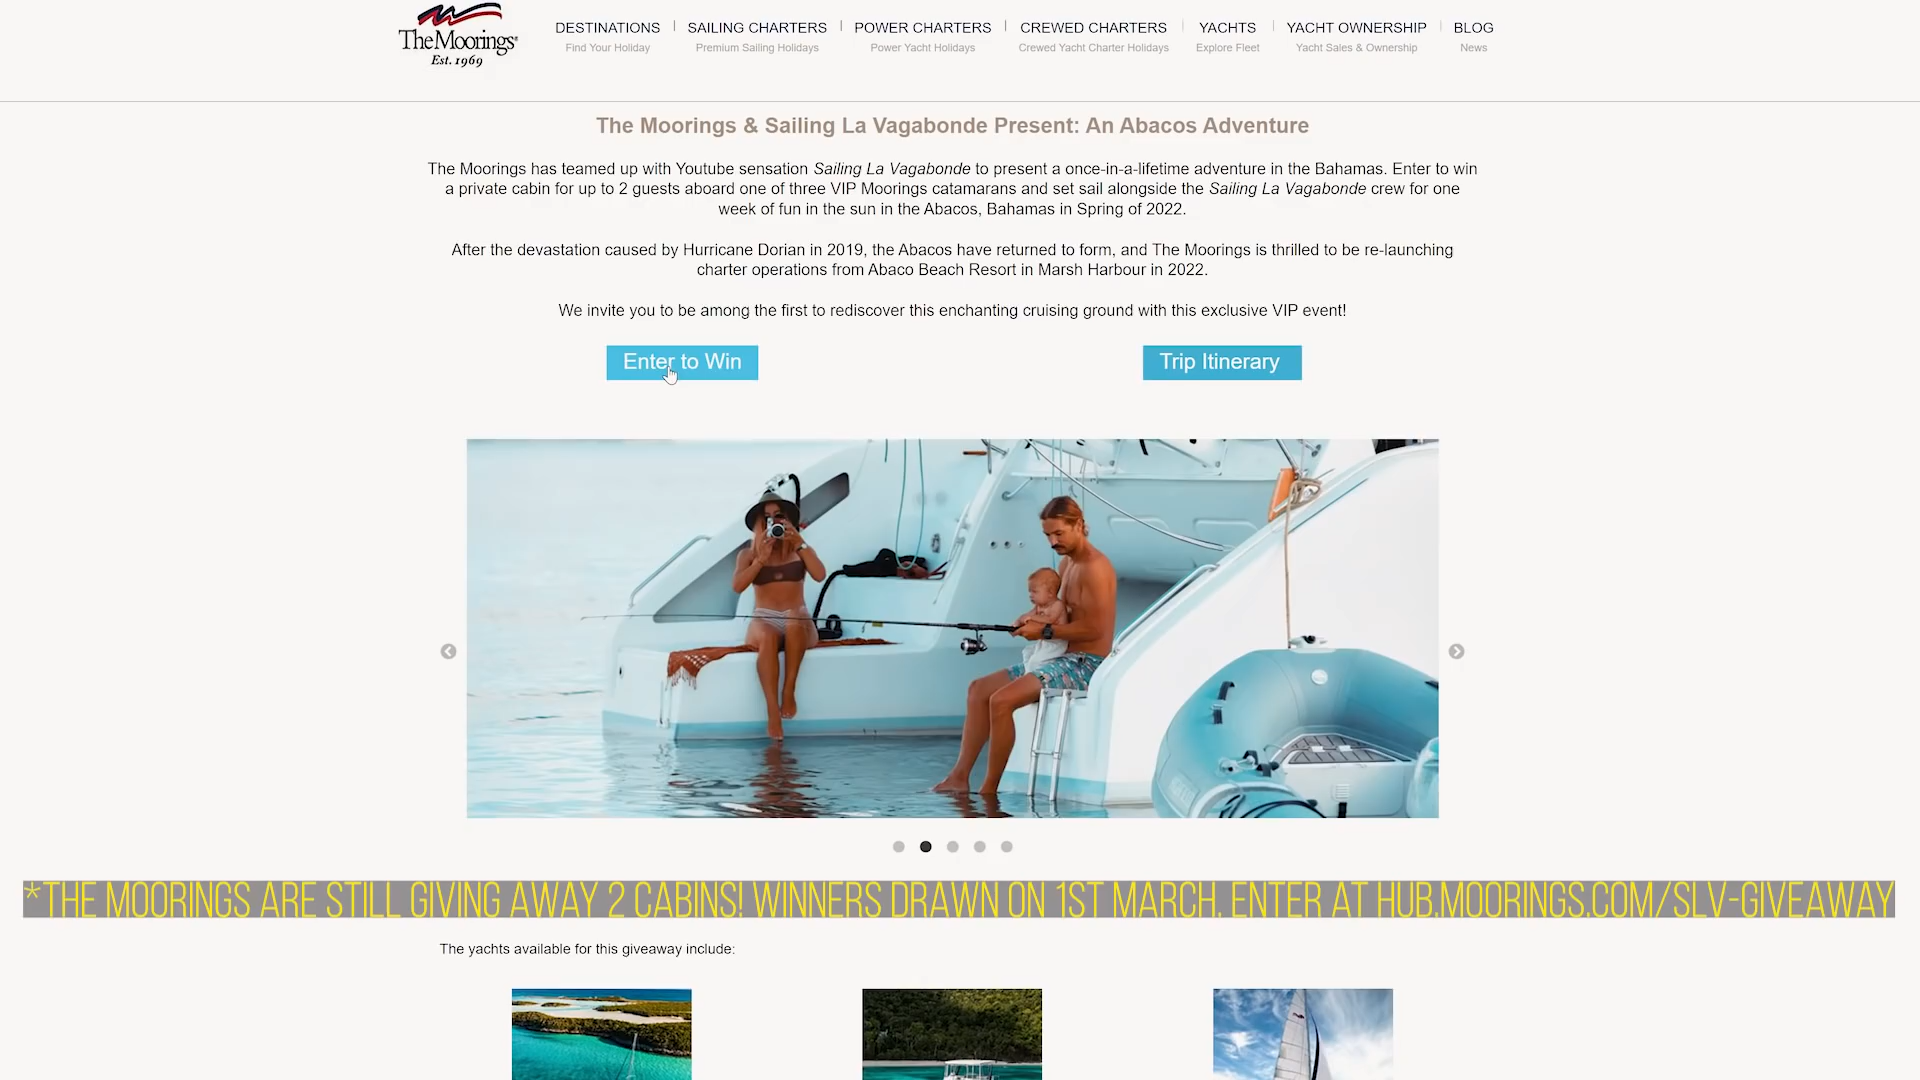 The Moorings
Est. 1969
DESTINATIONS
Find Your Holiday
SAILING CHARTERS
Premium Sailing Holidays
POWER CHARTERS
Power Yacht Holidays
CREWED CHARTERS
Crewed Yacht Charter Holidays
YACHTS
Explore Fleet
YACHT OWNERSHIP
Yacht Sales & Ownership
BLOG
News
The Moorings & Sailing La Vagabonde Present: An Abacos Adventure
The Moorings has teamed up with Youtube sensation Sailing La Vagabonde to present a once-in-a-lifetime adventure in the Bahamas. Enter to win
a private cabin for up to 2 guests aboard one of three VIP Moorings catamarans and set sail alongside the Sailing La Vagabonde crew for one
week of fun in the sun in the Abacos, Bahamas in Spring of 2022.
After the devastation caused by Hurricane Dorian in 2019, the Abacos have returned to form, and The Moorings is thrilled to be re-launching
charter operations from Abaco Beach Resort in Marsh Harbour in 2022.
We invite you to be among the first to rediscover this enchanting cruising ground with this exclusive VIP event!
Enter to Win
Trip Itinerary
*THE MOORINGS ARE STILL GIVING AWAY 2 CABINS! WINNERS DRAWN ON 1ST MARCH. ENTER AT HUB.MOORINGS.COM/SLV-GIVEAWAY
The yachts available for this giveaway include: